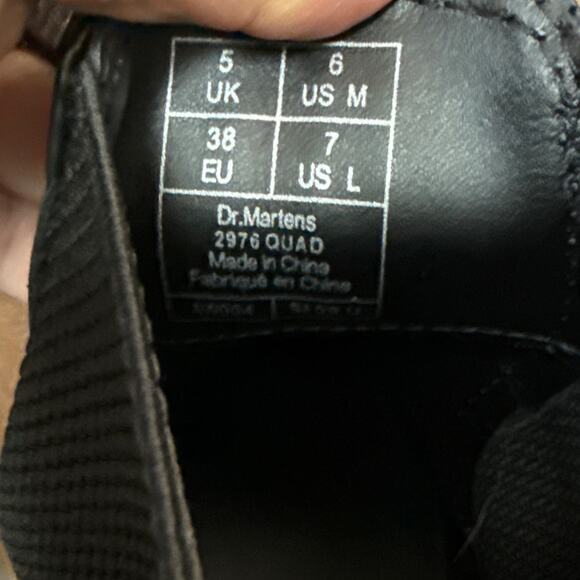 5
UK
6
US M
38
EU
7
US L
Dr.Martens
2976 QUAD
Made in China
Fabriqué en Chine